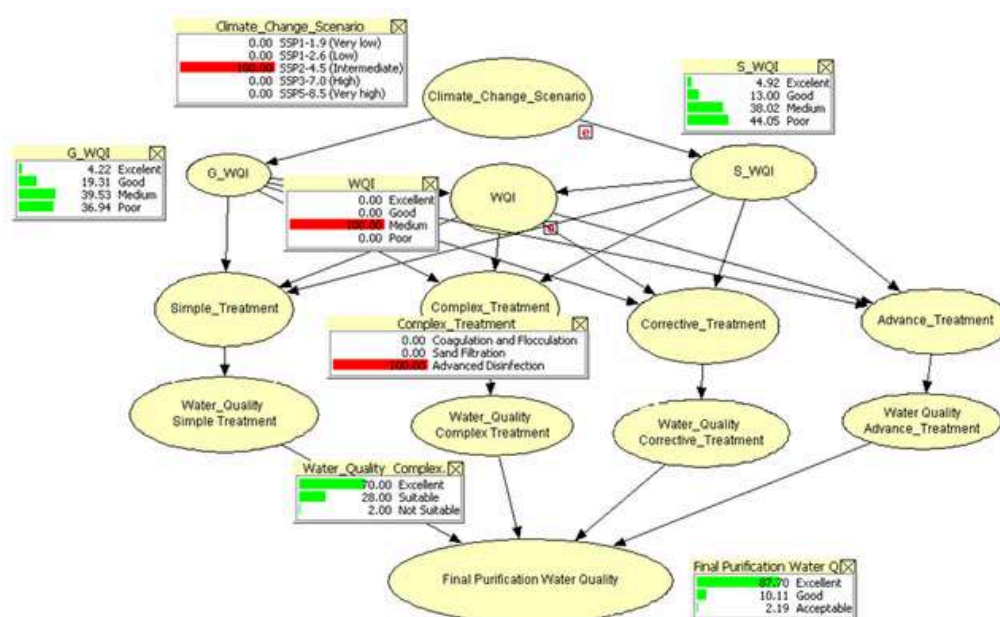 Climate_Change_Scenario
0.00 SSP1-1.9 (Very low)
0.00 SSP1-2.6 (Low)
100.00 SSP2-4.5 (Intermediate)
0.00 SSP3-7.0 (High)
0.00 SSP5-8.5 (Very high)
Climate_Change_Scenario
e
S_WQI
4.92 Excelent
13.00 Good
38.02 Medium
44.05 Poor
G_WQI
4.22 Excelent
19.31 Good
39.53 Medium
36.94 Poor
G_WQI
WQI
0.00 Excellent
0.00 Good
100.00 Medium
0.00 Poor
WQI
e
S_WQI
Simple_Treatment
Complex_Treatment
Corrective_Treatment
Advance_Treatment
Complex_Treatment
0.00 Coagulation and Flocculation
0.00 Sand Filtration
100.00 Advanced Disinfection
Water_Quality
Simple Treatment
Water_Quality
Complex Treatment
Water_Quality
Corrective_Treatment
Water Quality
Advance_Treatment
Water_Quality Complex.
70.00 Excellent
28.00 Suitable
2.00 Not Suitable
Final Purification Water Quality
Final Purification Water Q
87.70 Excellent
10.11 Good
2.19 Acceptable